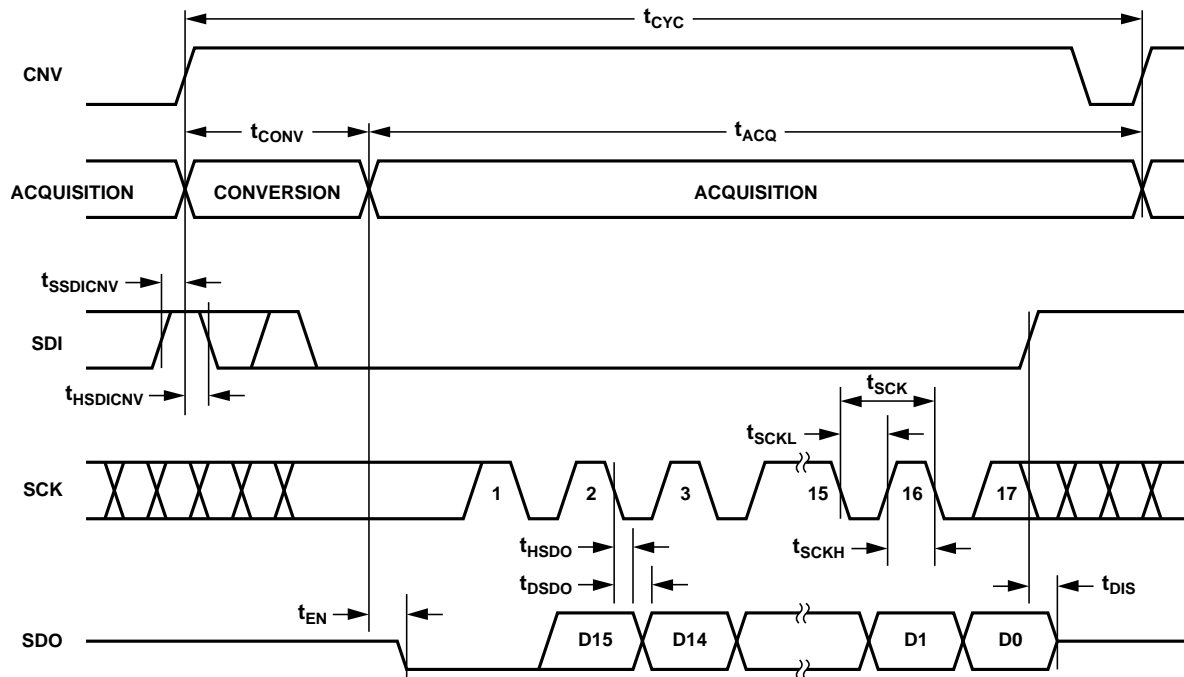 tCYC
CNV
tCONV
tACQ
ACQUISITION
CONVERSION
ACQUISITION
tSSDICNV
SDI
tHSDICNV
tSCK
tSCKL
SCK
1
2
3
15
16
17
tHSDO
tSCKH
tDSDO
tDIS
tEN
SDO
D15
D14
D1
D0